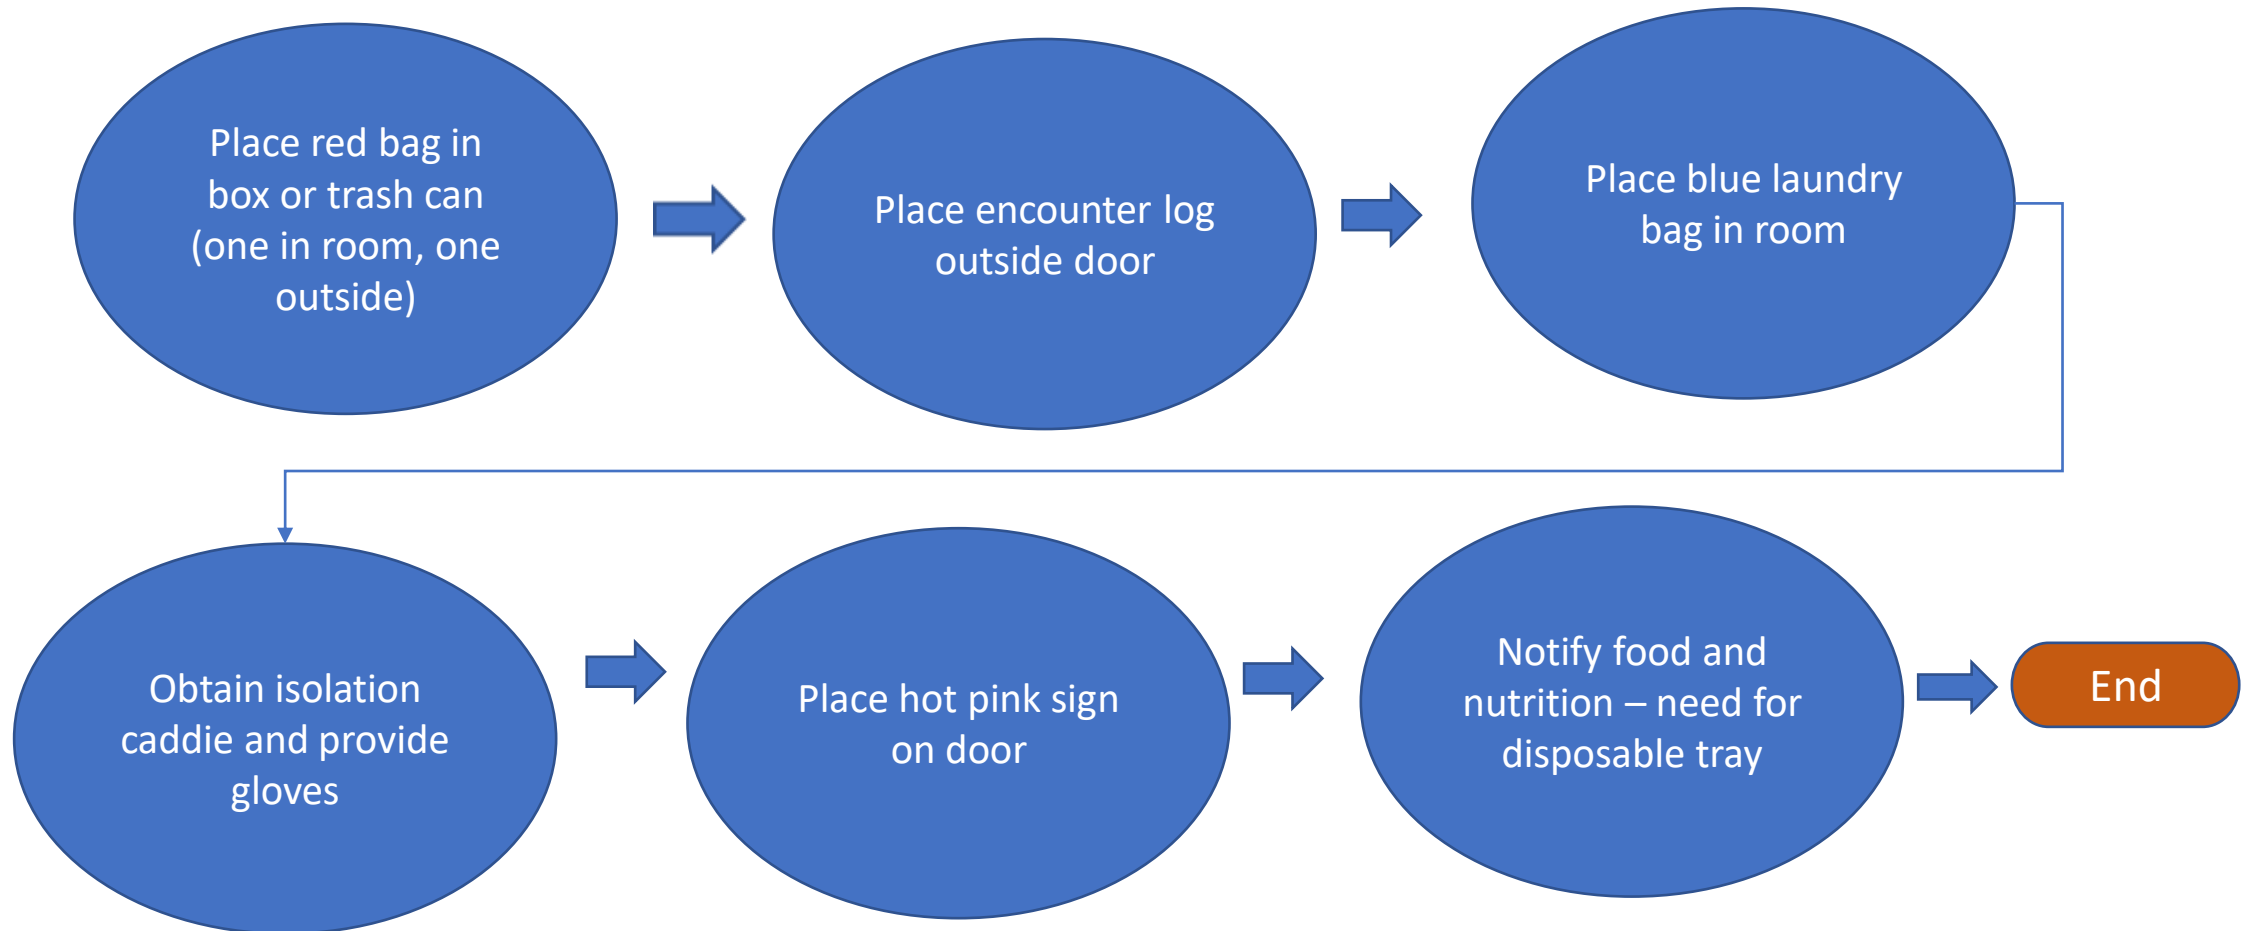 Place red bag in
box or trash can
(one in room, one
outside)
Place encounter log
outside door
Place blue laundry
bag in room
Obtain isolation
caddie and provide
gloves
Place hot pink sign
on door
Notify food and
nutrition – need for
disposable tray
End